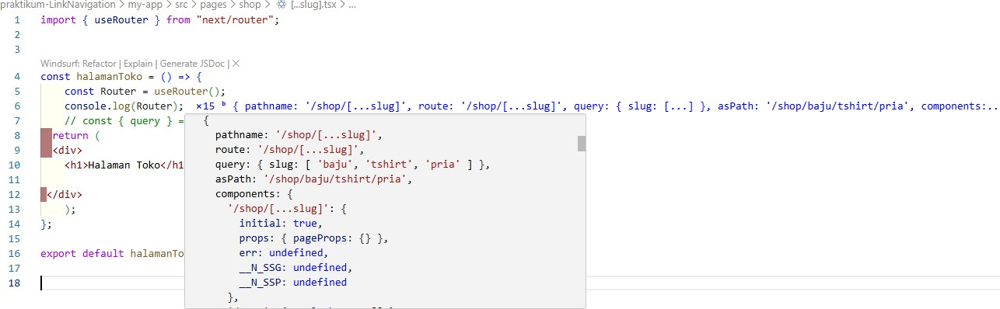 praktikum-LinkNavigation > my-app > src > pages > shop > [...slug].tsx > ...
1 import { useRouter } from "next/router";
2
3
Windsurf: Refactor | Explain | Generate JSDoc | ×
4 const halamanToko = () => {
5 const Router = useRouter();
6 console.log(Router); ×15 ᵇ { pathname: '/shop/[...slug]', route: '/shop/[...slug]', query: { slug: [...] }, asPath: '/shop/baju/tshirt/pria', components:...
7 // const { query } =
{
8 return (
pathname: '/shop/[...slug]',
9 <div>
route: '/shop/[...slug]',
10 <h1>Halaman Toko</h1
query: { slug: [ 'baju', 'tshirt', 'pria' ] },
11
asPath: '/shop/baju/tshirt/pria',
12 </div>
components: {
13 );
'/shop/[...slug]': {
14 };
initial: true,
15
props: { pageProps: {} },
16 export default halamanTo
err: undefined,
17
__N_SSG: undefined,
18
__N_SSP: undefined
},